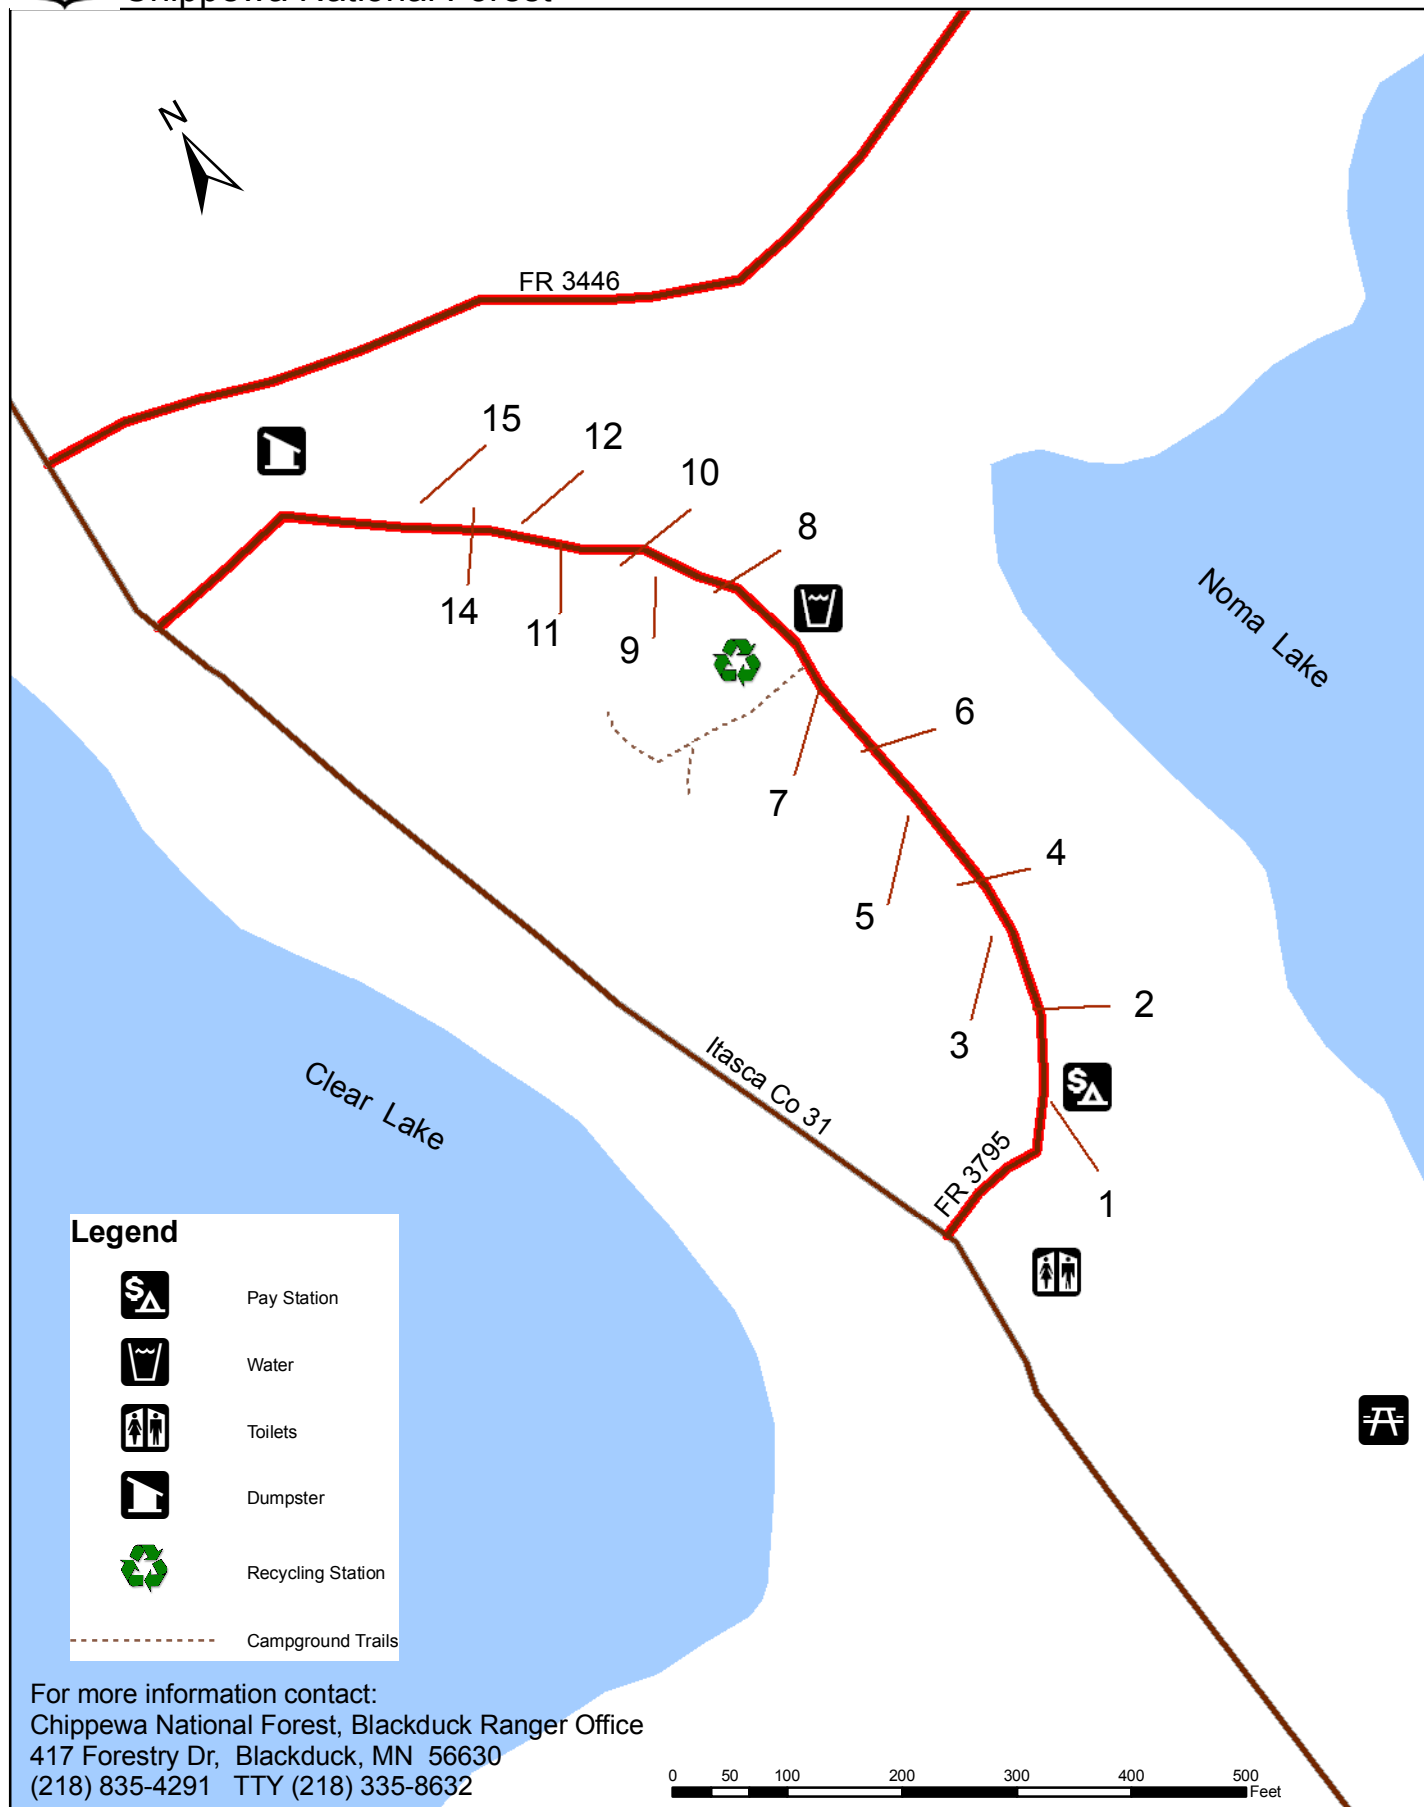 Chippewa National Forest
N
FR 3446
15
12
10
8
14
11
9
Noma Lake
6
7
4
5
2
3
Itasca Co 31
Clear Lake
FR 3795
1
Legend
Pay Station
Water
Toilets
Dumpster
Recycling Station
Campground Trails
For more information contact:
Chippewa National Forest, Blackduck Ranger Office
417 Forestry Dr, Blackduck, MN 56630
(218) 835-4291 TTY (218) 335-8632
0 50 100 200 300 400 500
Feet